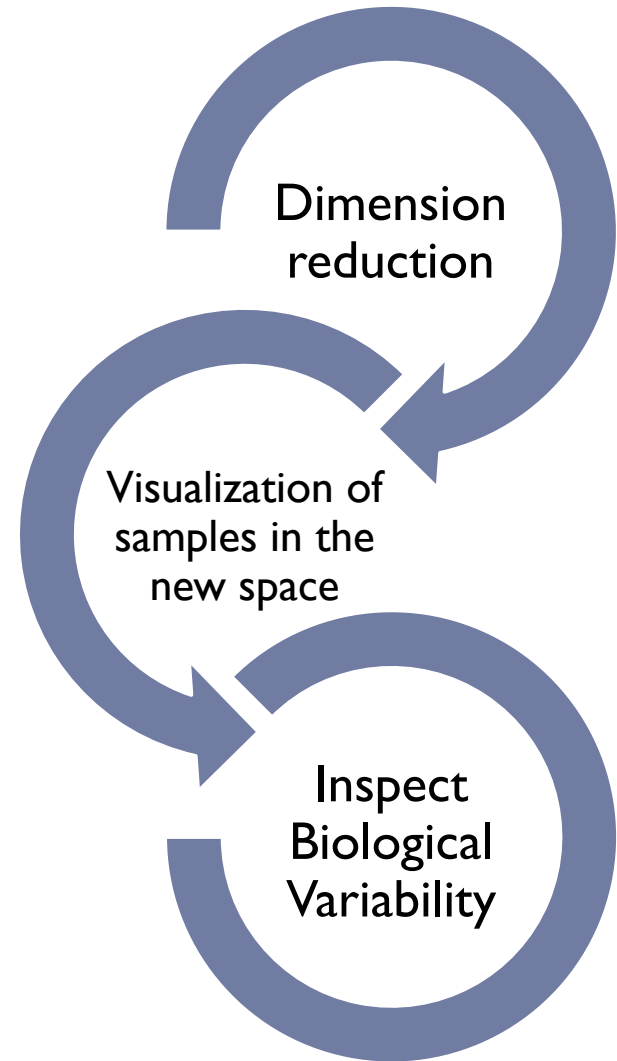 Dimension
reduction
Visualization of
samples in the
new space
Inspect
Biological
Variability